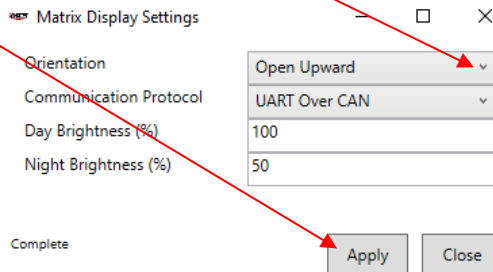 Matrix Display Settings
Orientation Open Upward
Communication Protocol UART Over CAN
Day Brightness (%) 100
Night Brightness (%) 50
Complete Apply Close